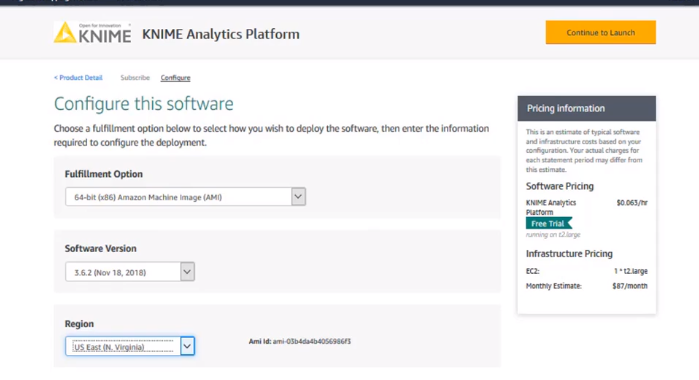 Open for Innovation
KNIME
KNIME Analytics Platform
Continue to Launch
< Product Detail
Subscribe
Configure
Configure this software
Choose a fulfillment option below to select how you wish to deploy the software, then enter the information
required to configure the deployment.
Fulfillment Option
64-bit (x86) Amazon Machine Image (AMI)
Software Version
3.6.2 (Nov 18, 2018)
Region
US East (N. Virginia)
Ami Id: ami-03b4da4b4056986f3
Pricing information
This is an estimate of typical software
and infrastructure costs based on your
configuration. Your actual charges for
each statement period may differ from
this estimate.
Software Pricing
KNIME Analytics $0.063/hr
Platform
Free Trial
running on t2.large
Infrastructure Pricing
EC2: 1 * t2.large
Monthly Estimate: $87/month